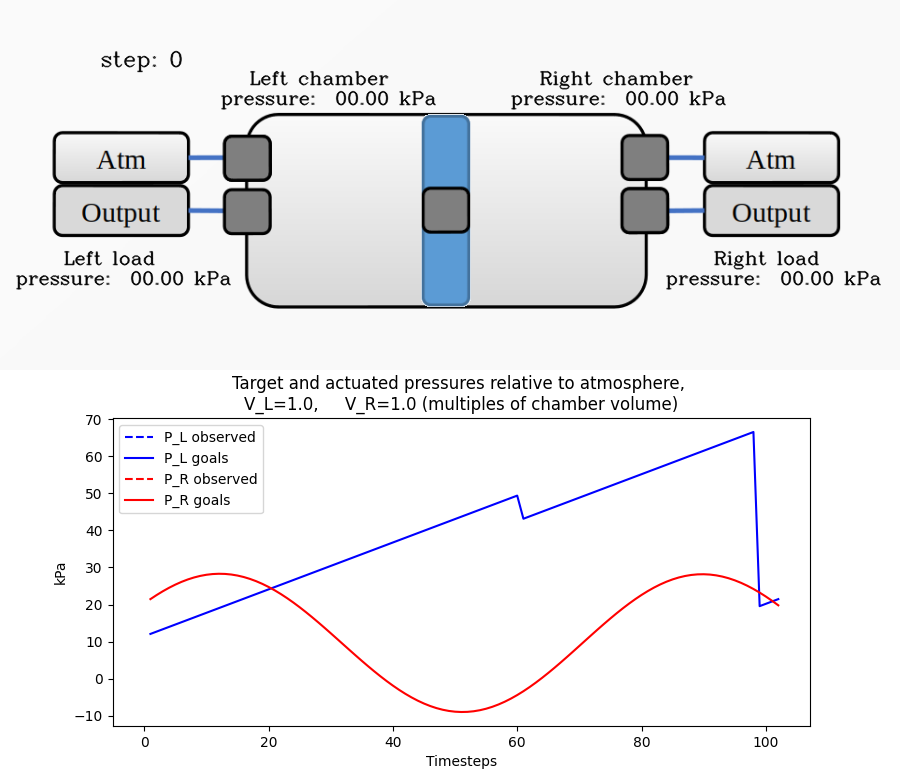 step: 0
Left chamber
pressure: 00.00 kPa
Right chamber
pressure: 00.00 kPa
Atm
Output
Atm
Output
Left load
pressure: 00.00 kPa
Right load
pressure: 00.00 kPa
Target and actuated pressures relative to atmosphere,
V_L=1.0, V_R=1.0 (multiples of chamber volume)
P_L observed
P_L goals
P_R observed
P_R goals
kPa
70
60
50
40
30
20
10
0
−10
0 20 40 60 80 100
Timesteps